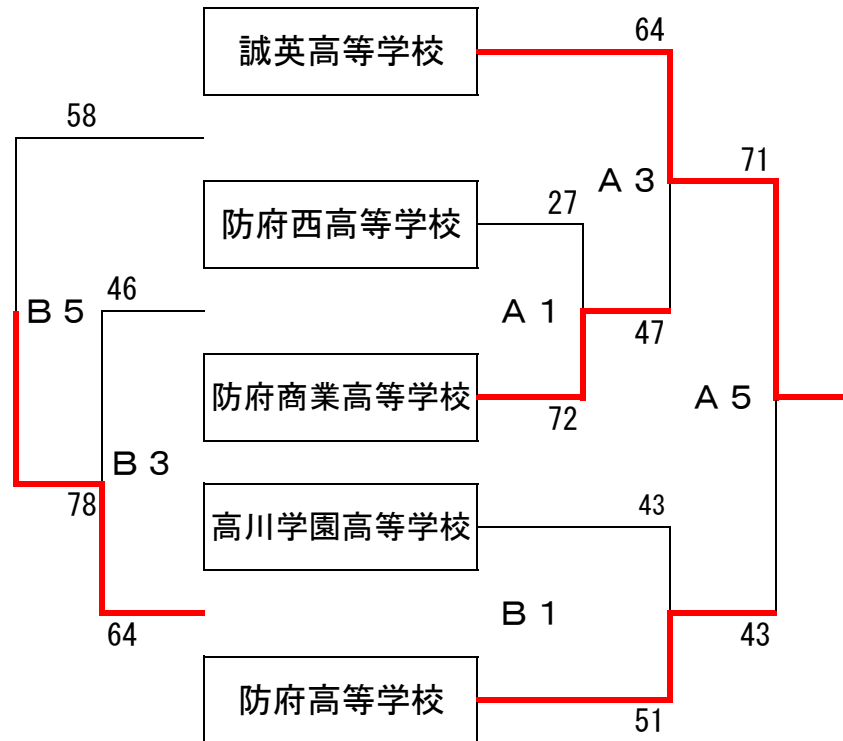 誠英高等学校
64
58
A3
71
防府西高等学校
27
46
B5
A1
47
防府商業高等学校
72
A5
B3
78
高川学園高等学校
43
B1
64
43
防府高等学校
51